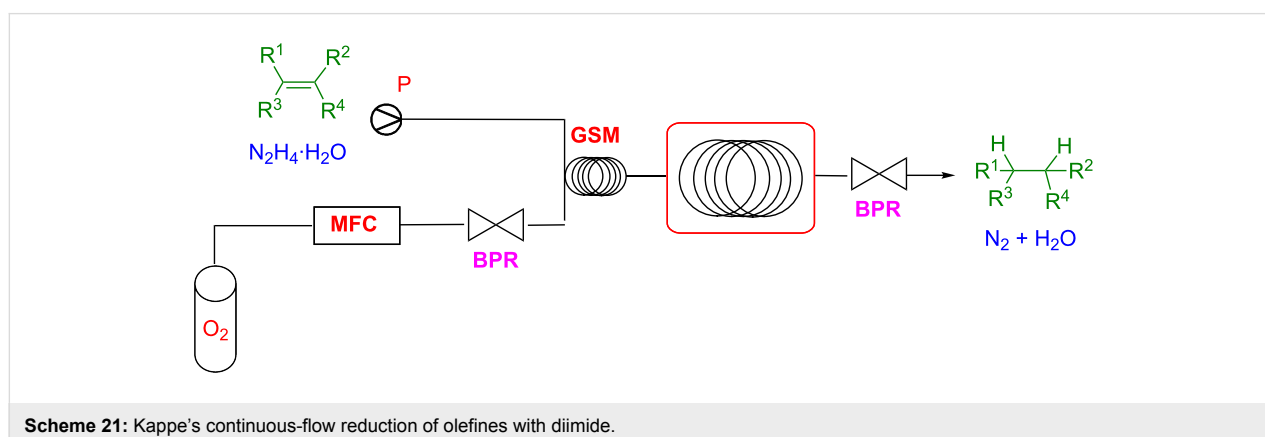 R¹ R²
R³ R⁴
N₂H₄·H₂O
P
GSM
MFC
BPR
O₂
BPR
H H
R¹ R²
R³ R⁴
N₂ + H₂O
Scheme 21: Kappe's continuous-flow reduction of olefines with diimide.